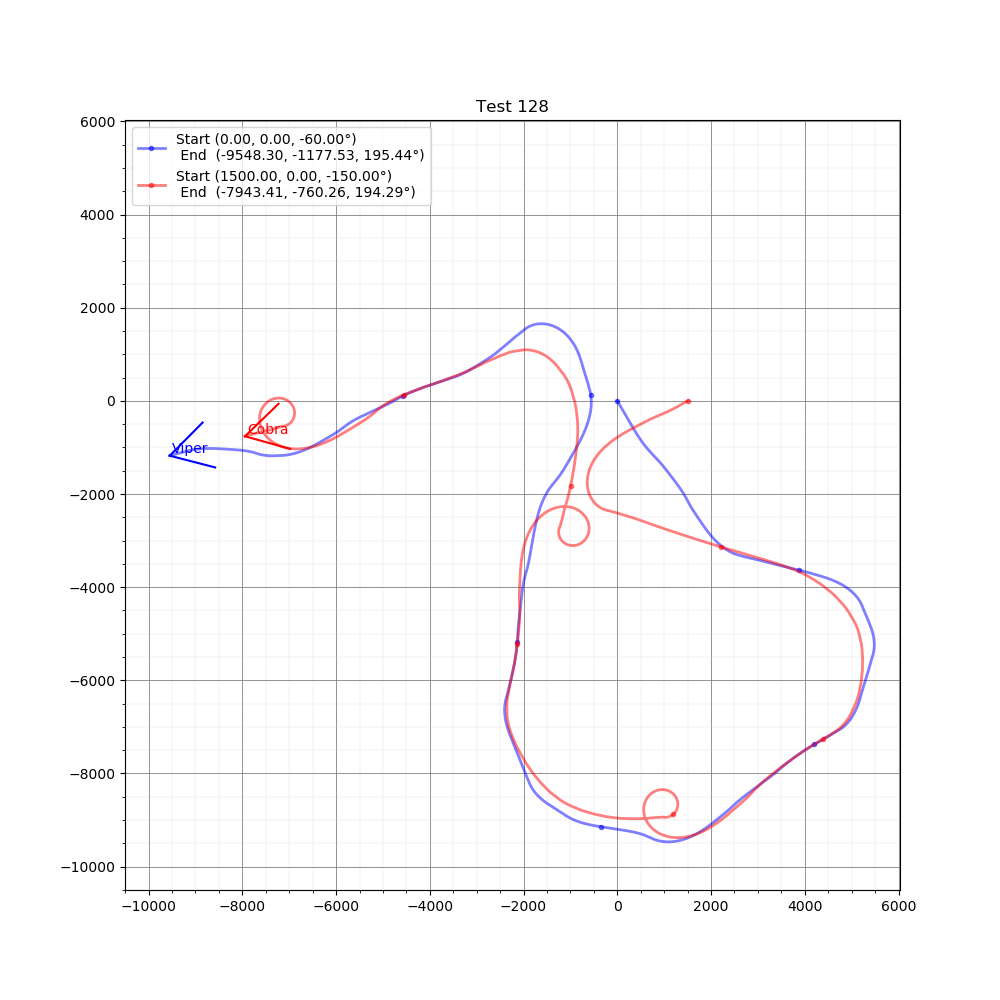 Test 128
Start (0.00, 0.00, -60.00°)
End (-9548.30, -1177.53, 195.44°)
Start (1500.00, 0.00, -150.00°)
End (-7943.41, -760.26, 194.29°)
6000
4000
2000
0
−2000
−4000
−6000
−8000
−10000
Cobra
Viper
−10000 −8000 −6000 −4000 −2000 0 2000 4000 6000